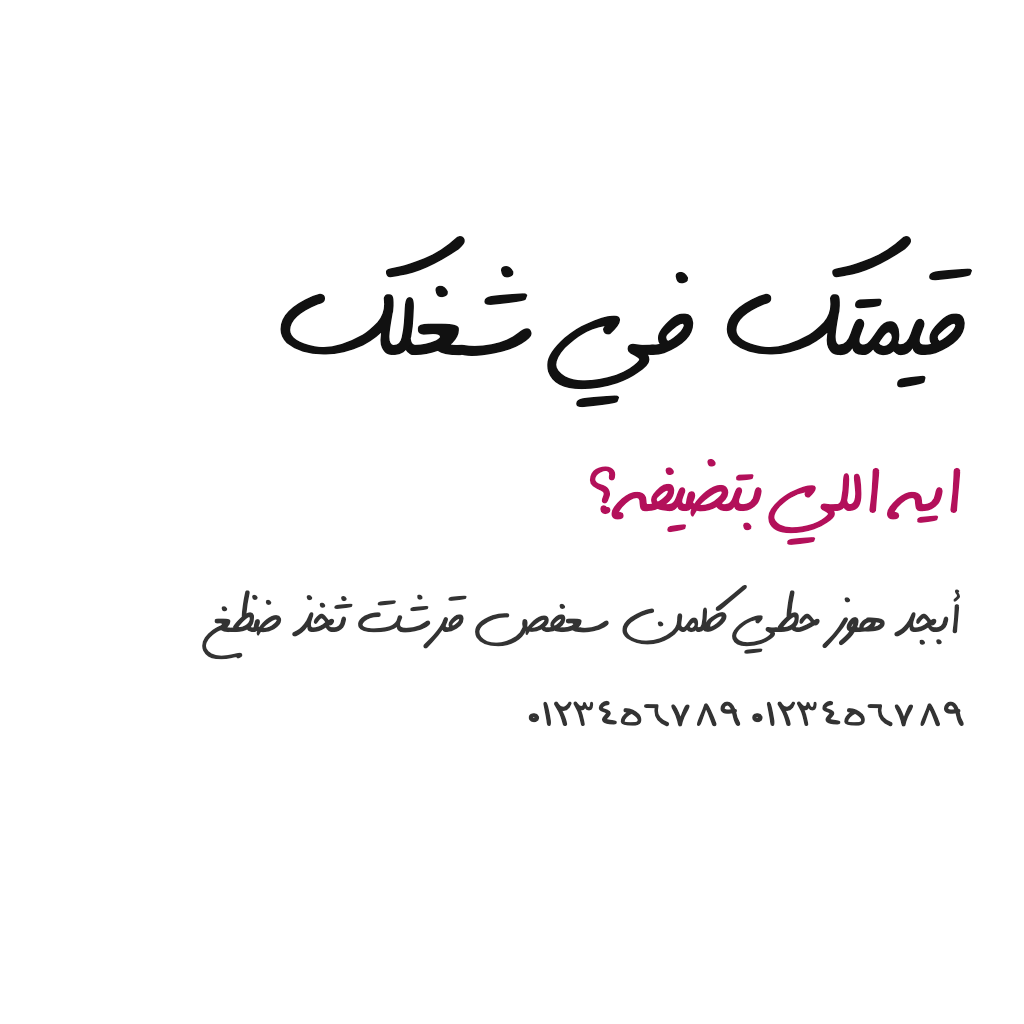 قيمتك في شغلك
ايه اللي بتضيفه؟
أبجد هوز حطي كلمن سعفص قرشت ثخذ ضظغ
٠١٢٣٤٥٦٧٨٩ ٠١٢٣٤٥٦٧٨٩